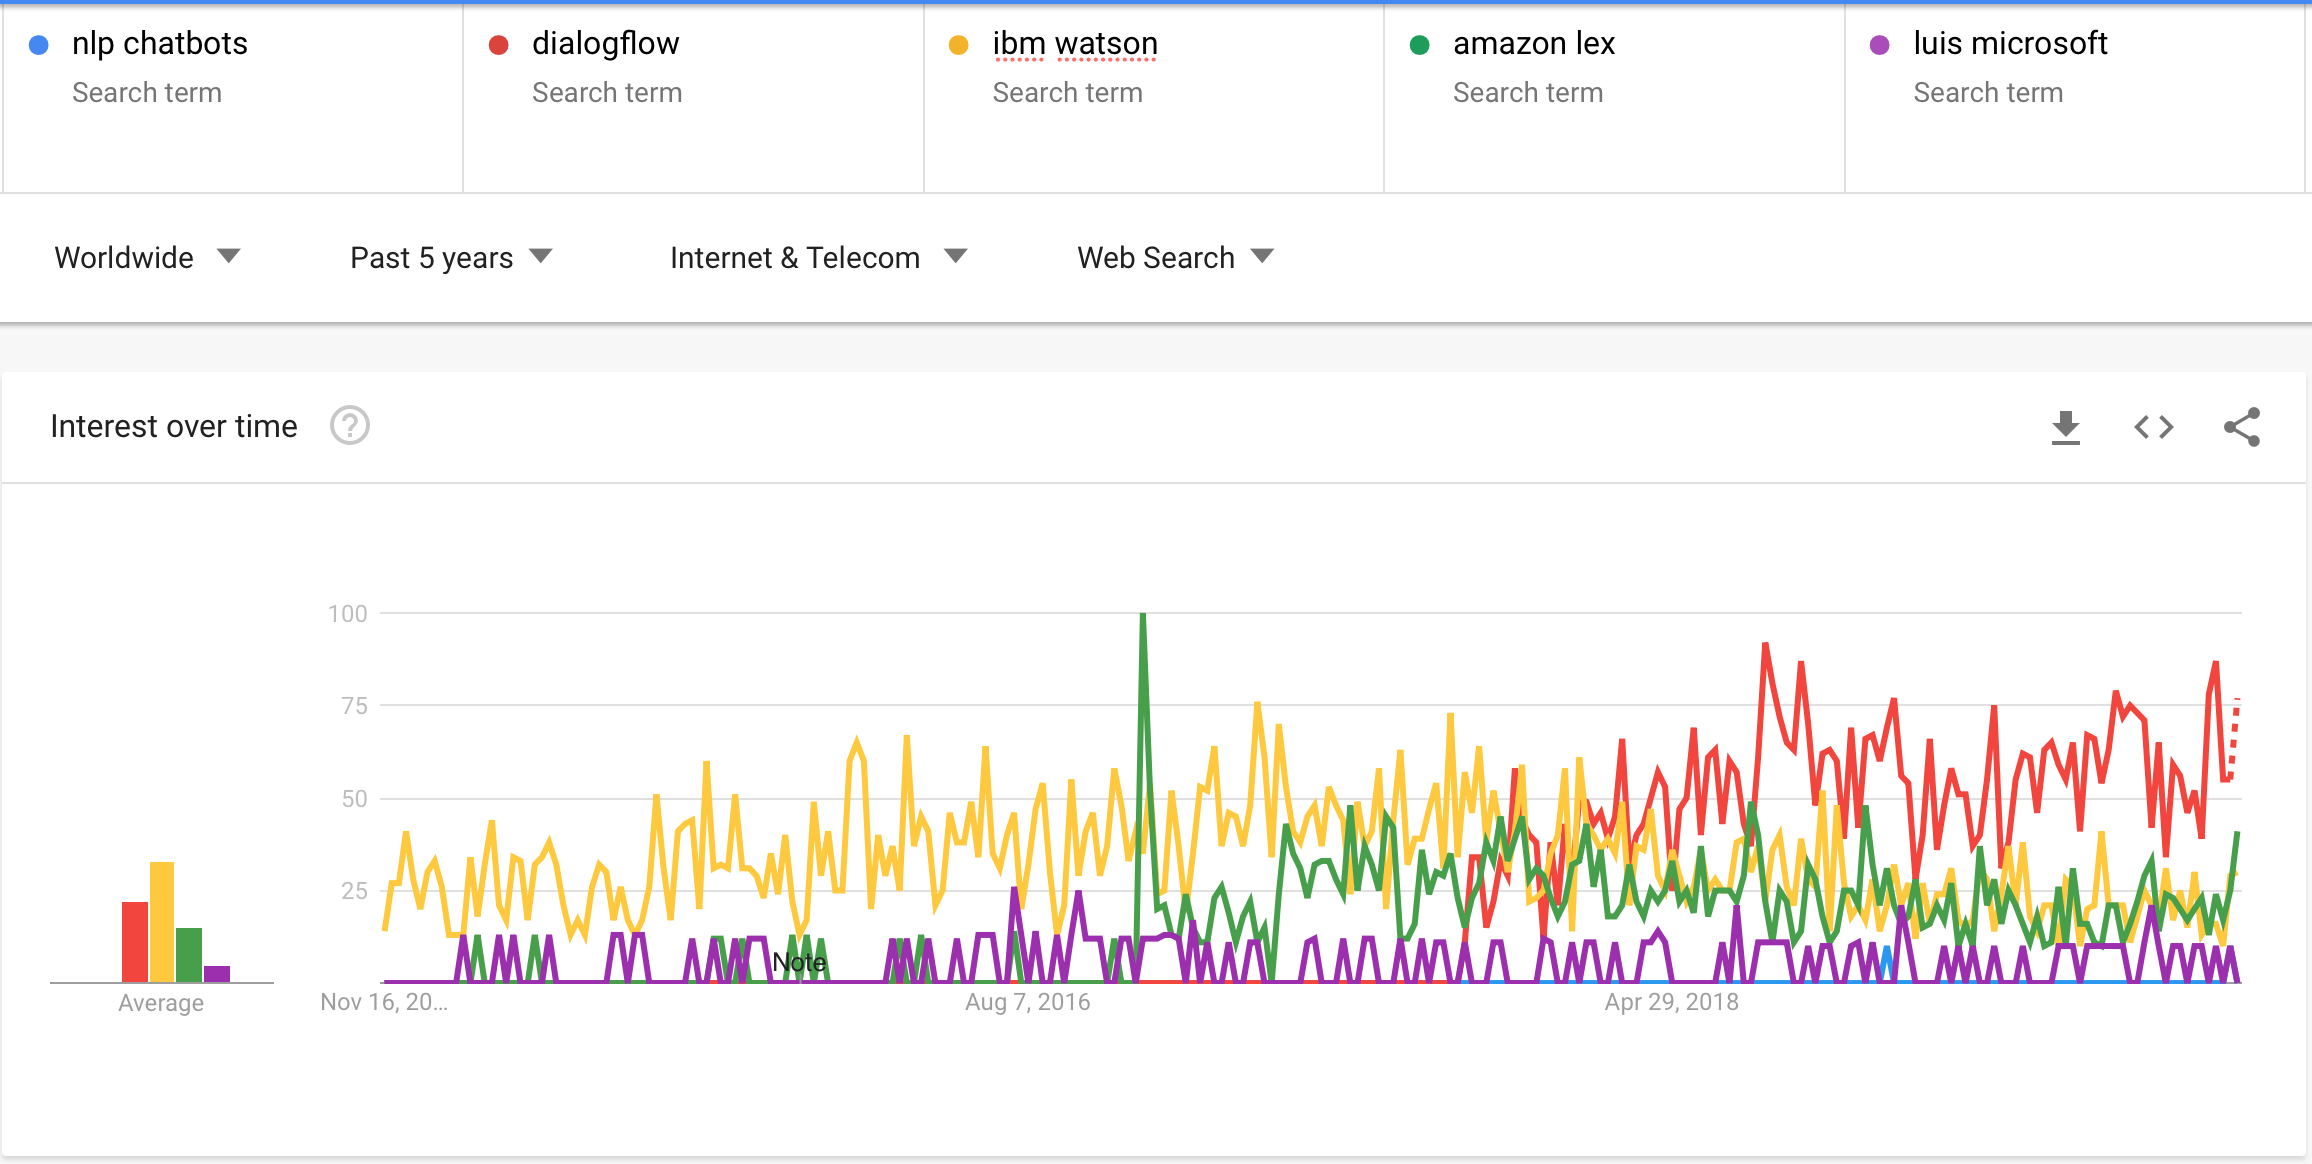 nlp chatbots
Search term
dialogflow
Search term
ibm watson
Search term
amazon lex
Search term
luis microsoft
Search term
Worldwide
Past 5 years
Internet & Telecom
Web Search
Interest over time
?
100
75
50
25
Note
Average
Nov 16, 20...
Aug 7, 2016
Apr 29, 2018